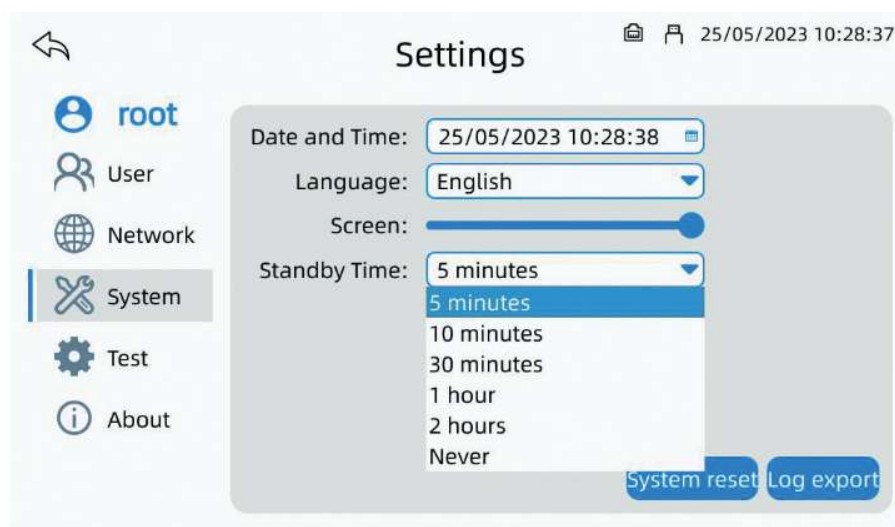 Settings
25/05/2023 10:28:37
root
User
Network
System
Test
About
Date and Time: 25/05/2023 10:28:38
Language: English
Screen:
Standby Time: 5 minutes
5 minutes
10 minutes
30 minutes
1 hour
2 hours
Never
System reset Log export